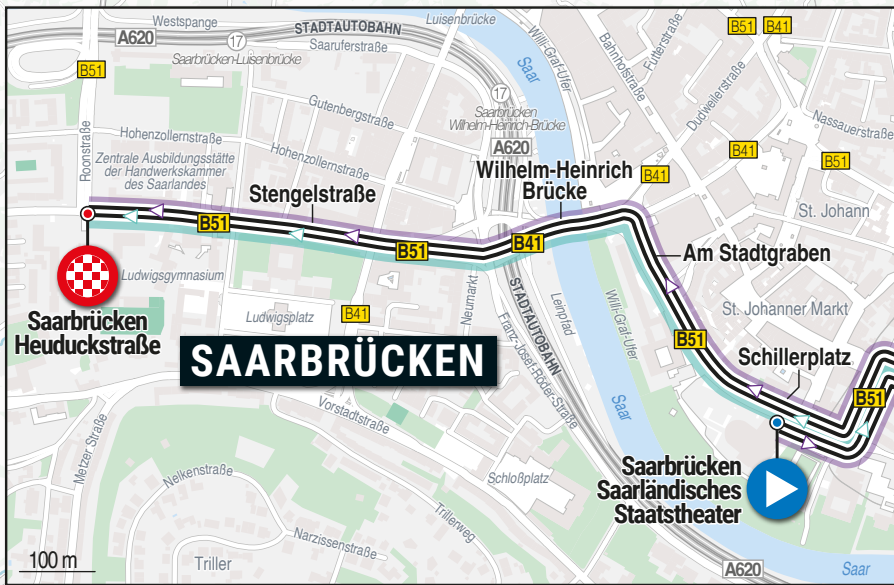 Westspange
STADTAUTOBAHN
Luisenbrücke
A620
17
Saaruferstraße
Saarbrücken-Luisenbrücke
B51
B41
B51
Saar
Willi-Graf-Ufer
Bahnhofstraße
Futterstraße
Dudweilerstraße
Gutenbergstraße
17
Saarbrücken
Wilhelm-Heinrich-Brücke
A620
Nassauerstraße
Roonstraße
Hohenzollernstraße
Hohenzollernstraße
Zentrale Ausbildungsstätte
der Handwerkskammer
des Saarlandes
B41
B51
B41
Stengelstraße
Wilhelm-Heinrich
Brücke
St. Johann
B51
B51
B41
Am Stadtgraben
Ludwigsgymnasium
Neumarkt
STADTAUTOBAHN
Franz-Josef-Röder-Straße
Leinpfad
Willi-Graf-Ufer
St. Johanner Markt
Saarbrücken
Heuduckstraße
Ludwigsplatz
B41
B51
SAARBRÜCKEN
Schillerplatz
B51
Saar
Metzer Straße
Vorstadtstraße
Nelkenstraße
Schloßplatz
Saarbrücken
Saarländisches
Staatstheater
Trillerweg
Narzissenstraße
100 m
Triller
A620
Saar